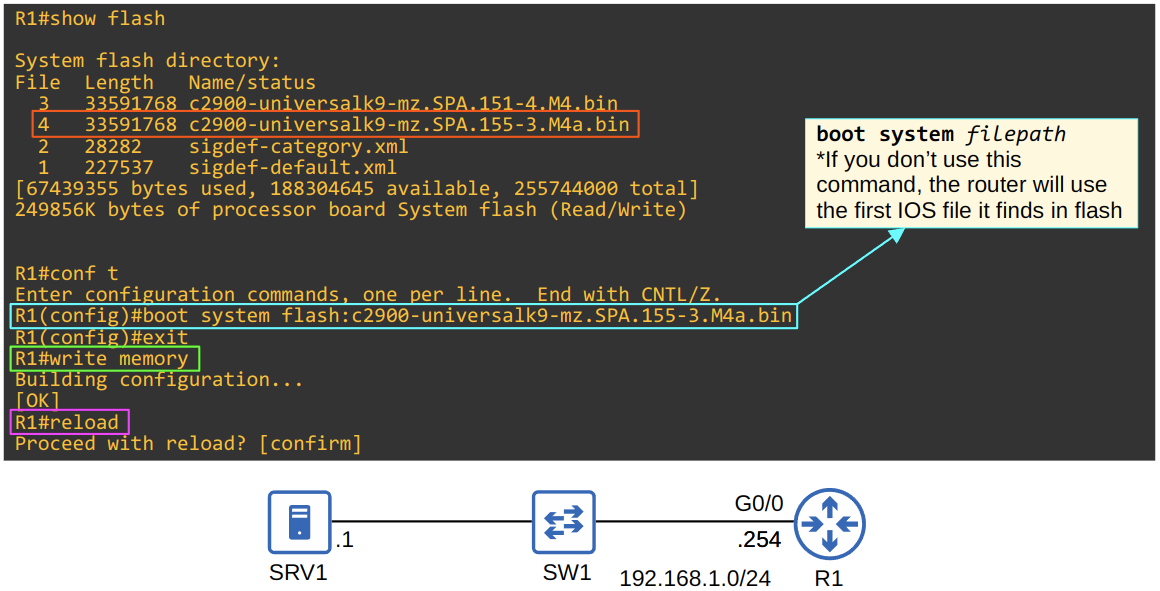 R1#show flash
System flash directory:
File  Length   Name/status
  3   33591768 c2900-universalk9-mz.SPA.151-4.M4.bin
  4   33591768 c2900-universalk9-mz.SPA.155-3.M4a.bin
  2   28282    sigdef-category.xml
  1   227537   sigdef-default.xml
[67439355 bytes used, 188304645 available, 255744000 total]
249856K bytes of processor board System flash (Read/Write)
R1#conf t
Enter configuration commands, one per line.  End with CNTL/Z.
R1(config)#boot system flash:c2900-universalk9-mz.SPA.155-3.M4a.bin
R1(config)#exit
R1#write memory
Building configuration...
[OK]
R1#reload
Proceed with reload? [confirm]
boot system filepath
*If you don’t use this
command, the router will use
the first IOS file it finds in flash
G0/0
.1
.254
SRV1
SW1
192.168.1.0/24
R1